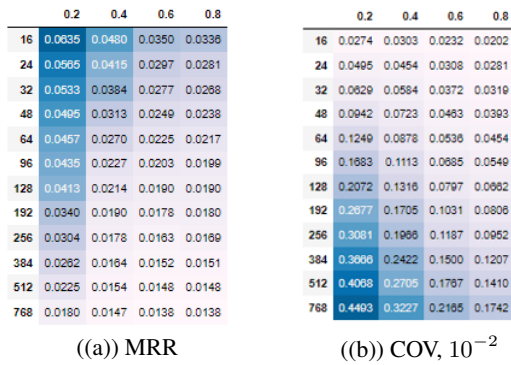 0.2 0.4 0.6 0.8
16 0.0635 0.0480 0.0350 0.0336
24 0.0565 0.0415 0.0297 0.0281
32 0.0533 0.0384 0.0277 0.0268
48 0.0495 0.0313 0.0249 0.0238
64 0.0457 0.0270 0.0225 0.0217
96 0.0435 0.0227 0.0203 0.0199
128 0.0413 0.0214 0.0190 0.0190
192 0.0340 0.0190 0.0178 0.0180
256 0.0304 0.0178 0.0163 0.0169
384 0.0262 0.0164 0.0152 0.0151
512 0.0225 0.0154 0.0148 0.0148
768 0.0180 0.0147 0.0138 0.0138
((a)) MRR
0.2 0.4 0.6 0.8
16 0.0274 0.0303 0.0232 0.0202
24 0.0495 0.0454 0.0308 0.0281
32 0.0629 0.0584 0.0372 0.0319
48 0.0942 0.0723 0.0463 0.0393
64 0.1249 0.0878 0.0536 0.0454
96 0.1683 0.1113 0.0685 0.0549
128 0.2072 0.1316 0.0797 0.0662
192 0.2677 0.1705 0.1031 0.0806
256 0.3081 0.1966 0.1187 0.0952
384 0.3666 0.2422 0.1500 0.1207
512 0.4068 0.2705 0.1767 0.1410
768 0.4493 0.3227 0.2165 0.1742
((b)) COV, 10⁻²